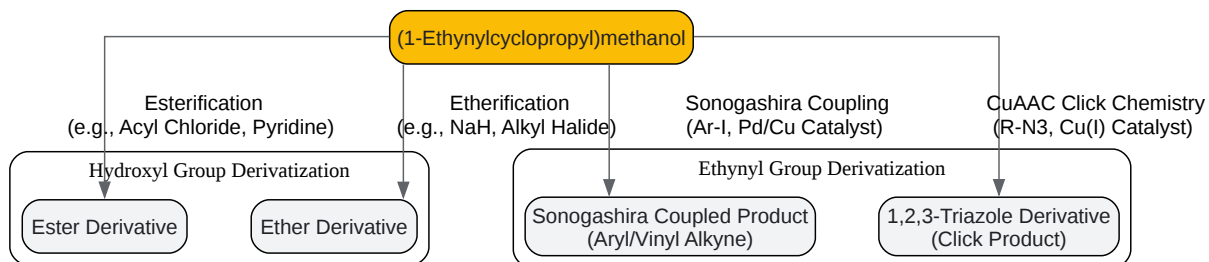 (1-Ethynylcyclopropyl)methanol
Esterification
(e.g., Acyl Chloride, Pyridine)
Etherification
(e.g., NaH, Alkyl Halide)
Sonogashira Coupling
(Ar-I, Pd/Cu Catalyst)
CuAAC Click Chemistry
(R-N3, Cu(I) Catalyst)
Hydroxyl Group Derivatization
Ethynyl Group Derivatization
Ester Derivative
Ether Derivative
Sonogashira Coupled Product
(Aryl/Vinyl Alkyne)
1,2,3-Triazole Derivative
(Click Product)